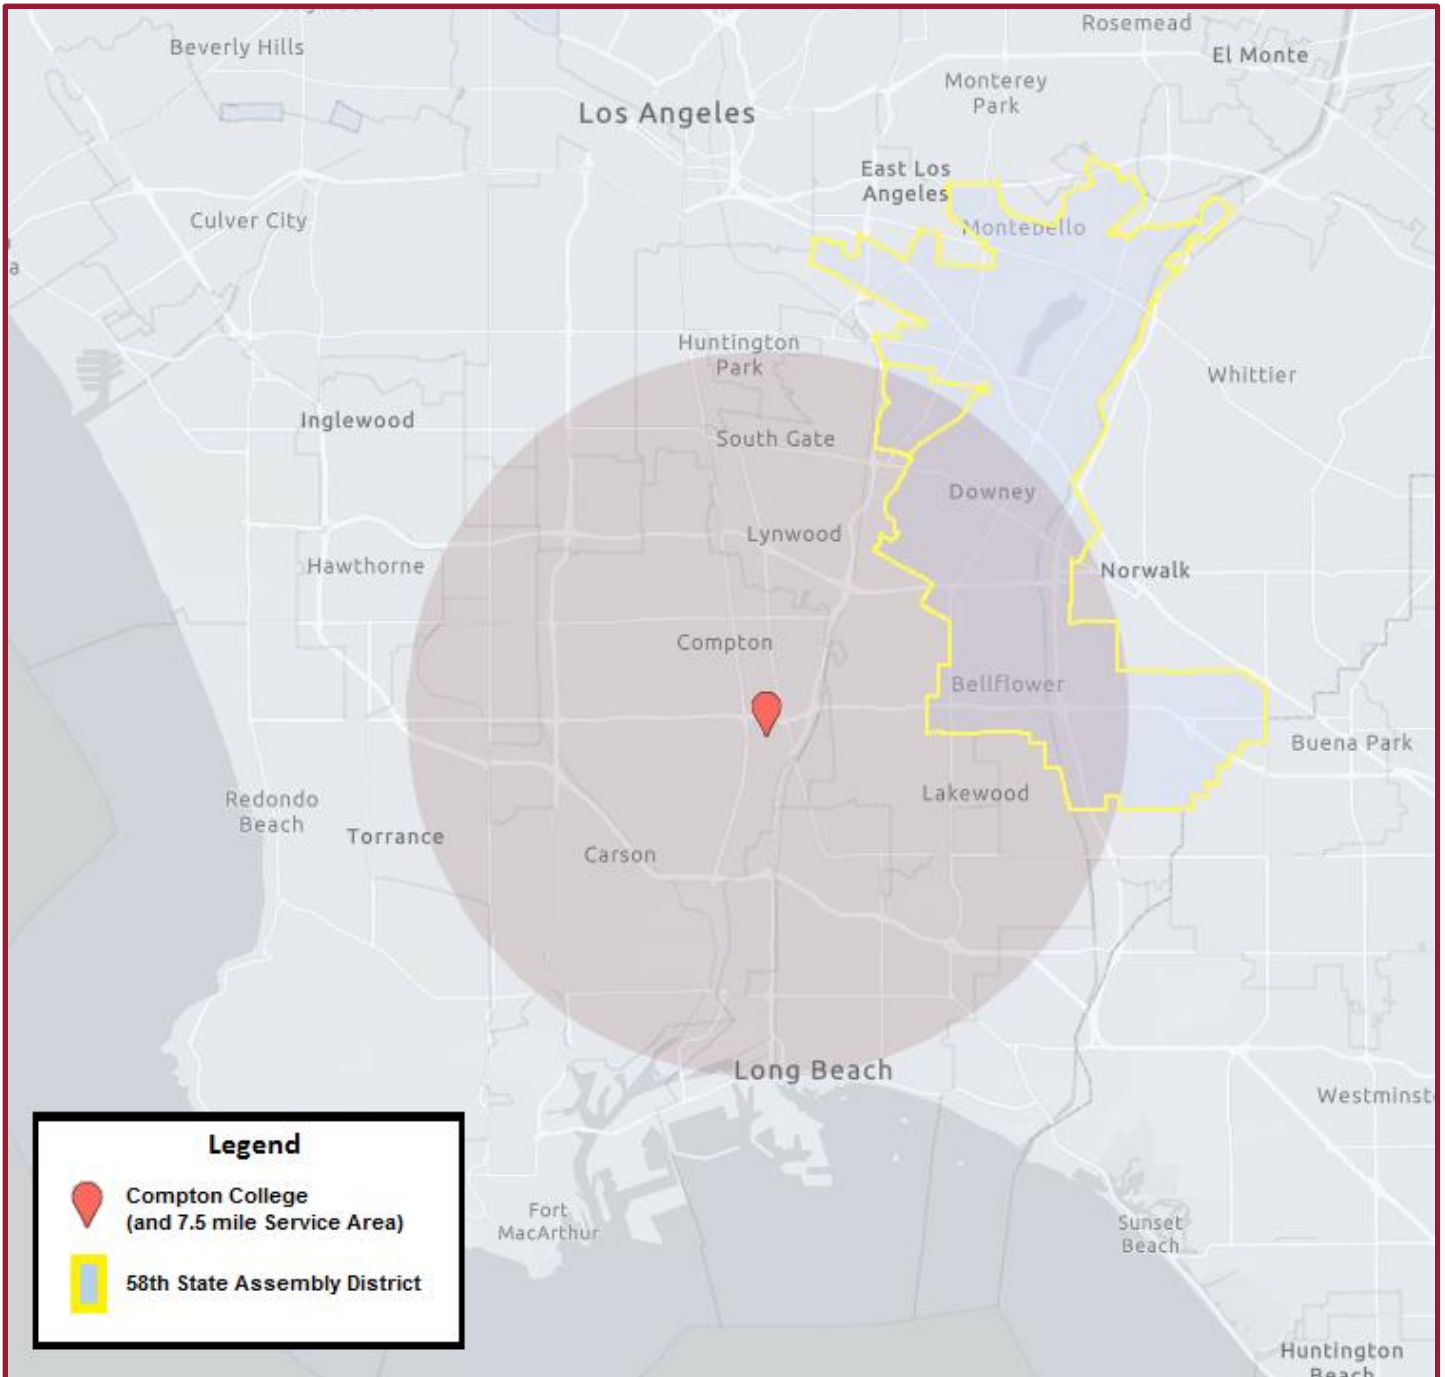 Rosemead
Beverly Hills
El Monte
Monterey
Park
Los Angeles
East Los
Angeles
Culver City
Montebello
a
Huntington
Park
Whittier
Inglewood
South Gate
Downey
Lynwood
Hawthorne
Norwalk
Compton
Bellflower
Buena Park
Redondo
Beach
Lakewood
Torrance
Carson
Long Beach
Westminst
Legend
Compton College
(and 7.5 mile Service Area)
58th State Assembly District
Fort
MacArthur
Sunset
Beach
Huntington
Beach